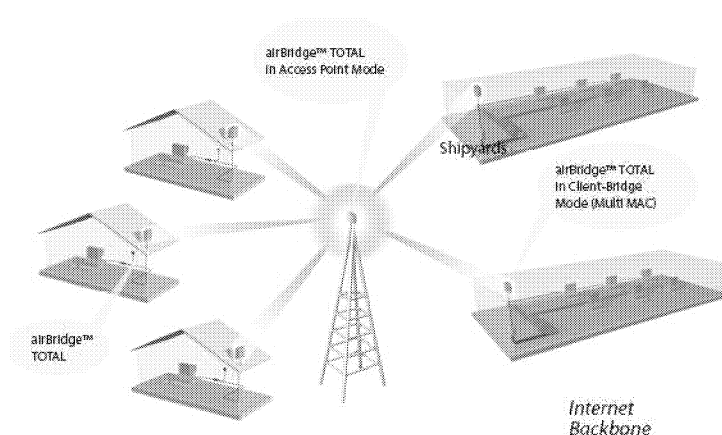 airBridge™ TOTAL
in Access Point Mode
Shipyards
airBridge™ TOTAL
in Client-Bridge
Mode (Multi MAC)
airBridge™
TOTAL
Internet
Backbone